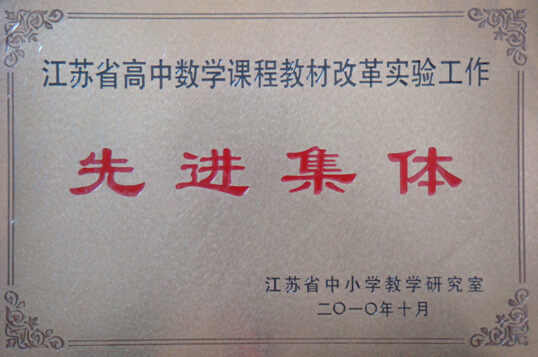 江苏省高中数学课程教材改革实验工作
先进集体
江苏省中小学教学研究室
二〇一〇年十月